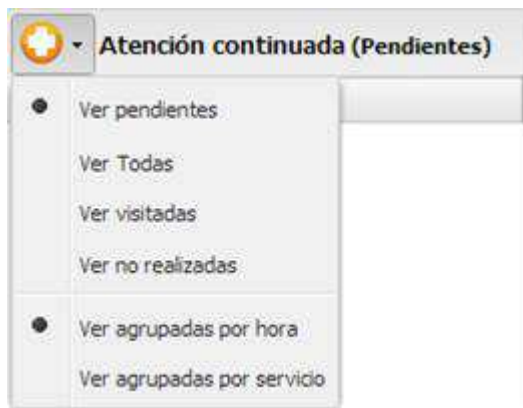 Atención continuada (Pendientes)
Ver pendientes
Ver Todas
Ver visitadas
Ver no realizadas
Ver agrupadas por hora
Ver agrupadas por servicio